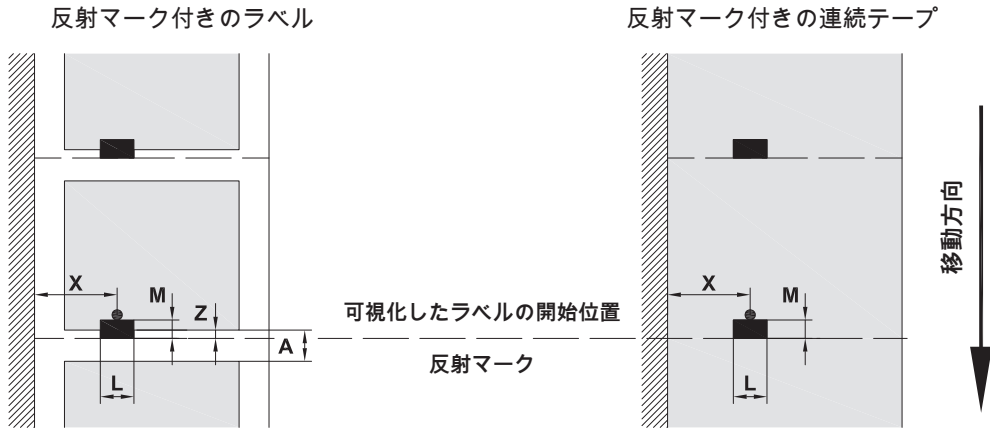 反射マーク付きのラベル
反射マーク付きの連続テープ
X
M
Z
A
L
可視化したラベルの開始位置
反射マーク
X
M
L
移動方向